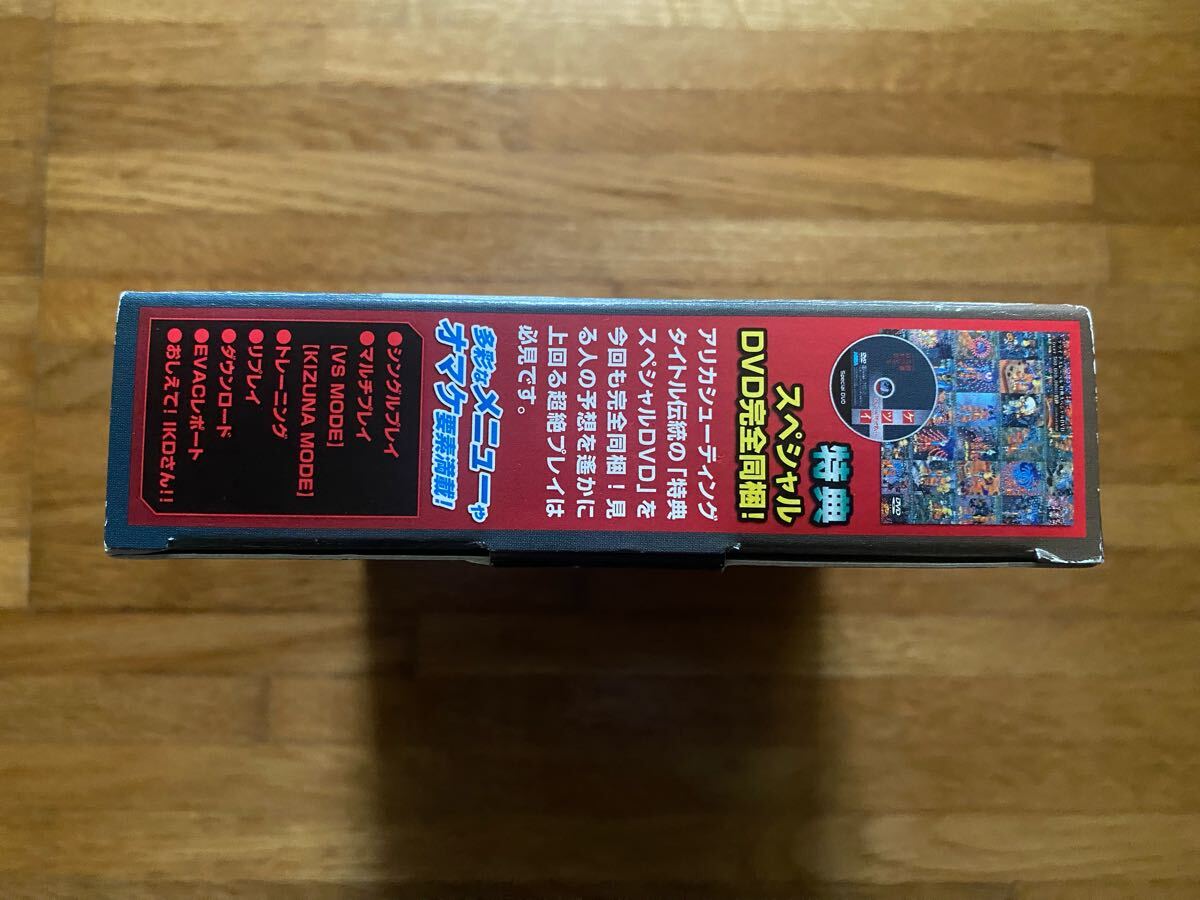 特典
スペシャル
DVD完全同梱!
アリカシューティング
タイトル伝統の「特典
スペシャルDVD」を
今回も完全同梱!見
る人の予想を遙かに
上回る超絶プレイは
必見です。
多彩なメニューや
オマケ要素満載!
●シングルプレイ
●マルチプレイ
[VS MODE]
[KIZUNA MODE]
●トレーニング
●リプレイ
●ダウンロード
●EVACレポート
●おしえて!IKDさん!!
Special DVD
DVD